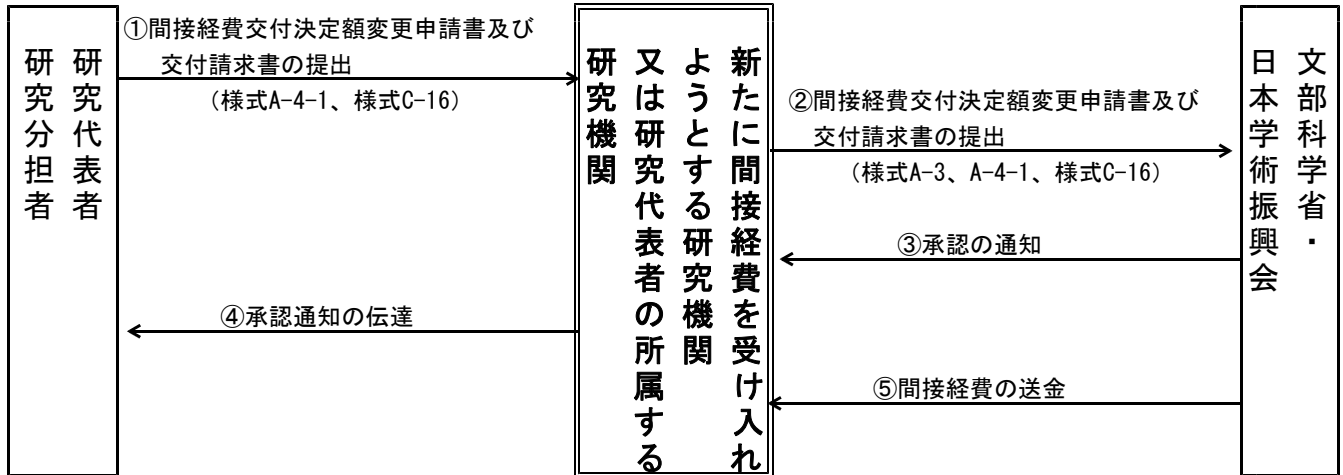 研究代表者
研究分担者
①間接経費交付決定額変更申請書及び
交付請求書の提出
（様式A-4-1、様式C-16）
④承認通知の伝達
新たに間接経費を受け入れ
ようとする研究機関
又は研究代表者の所属する
研究機関
②間接経費交付決定額変更申請書及び
交付請求書の提出
（様式A-3、A-4-1、様式C-16）
③承認の通知
⑤間接経費の送金
文部科学省・
日本学術振興会